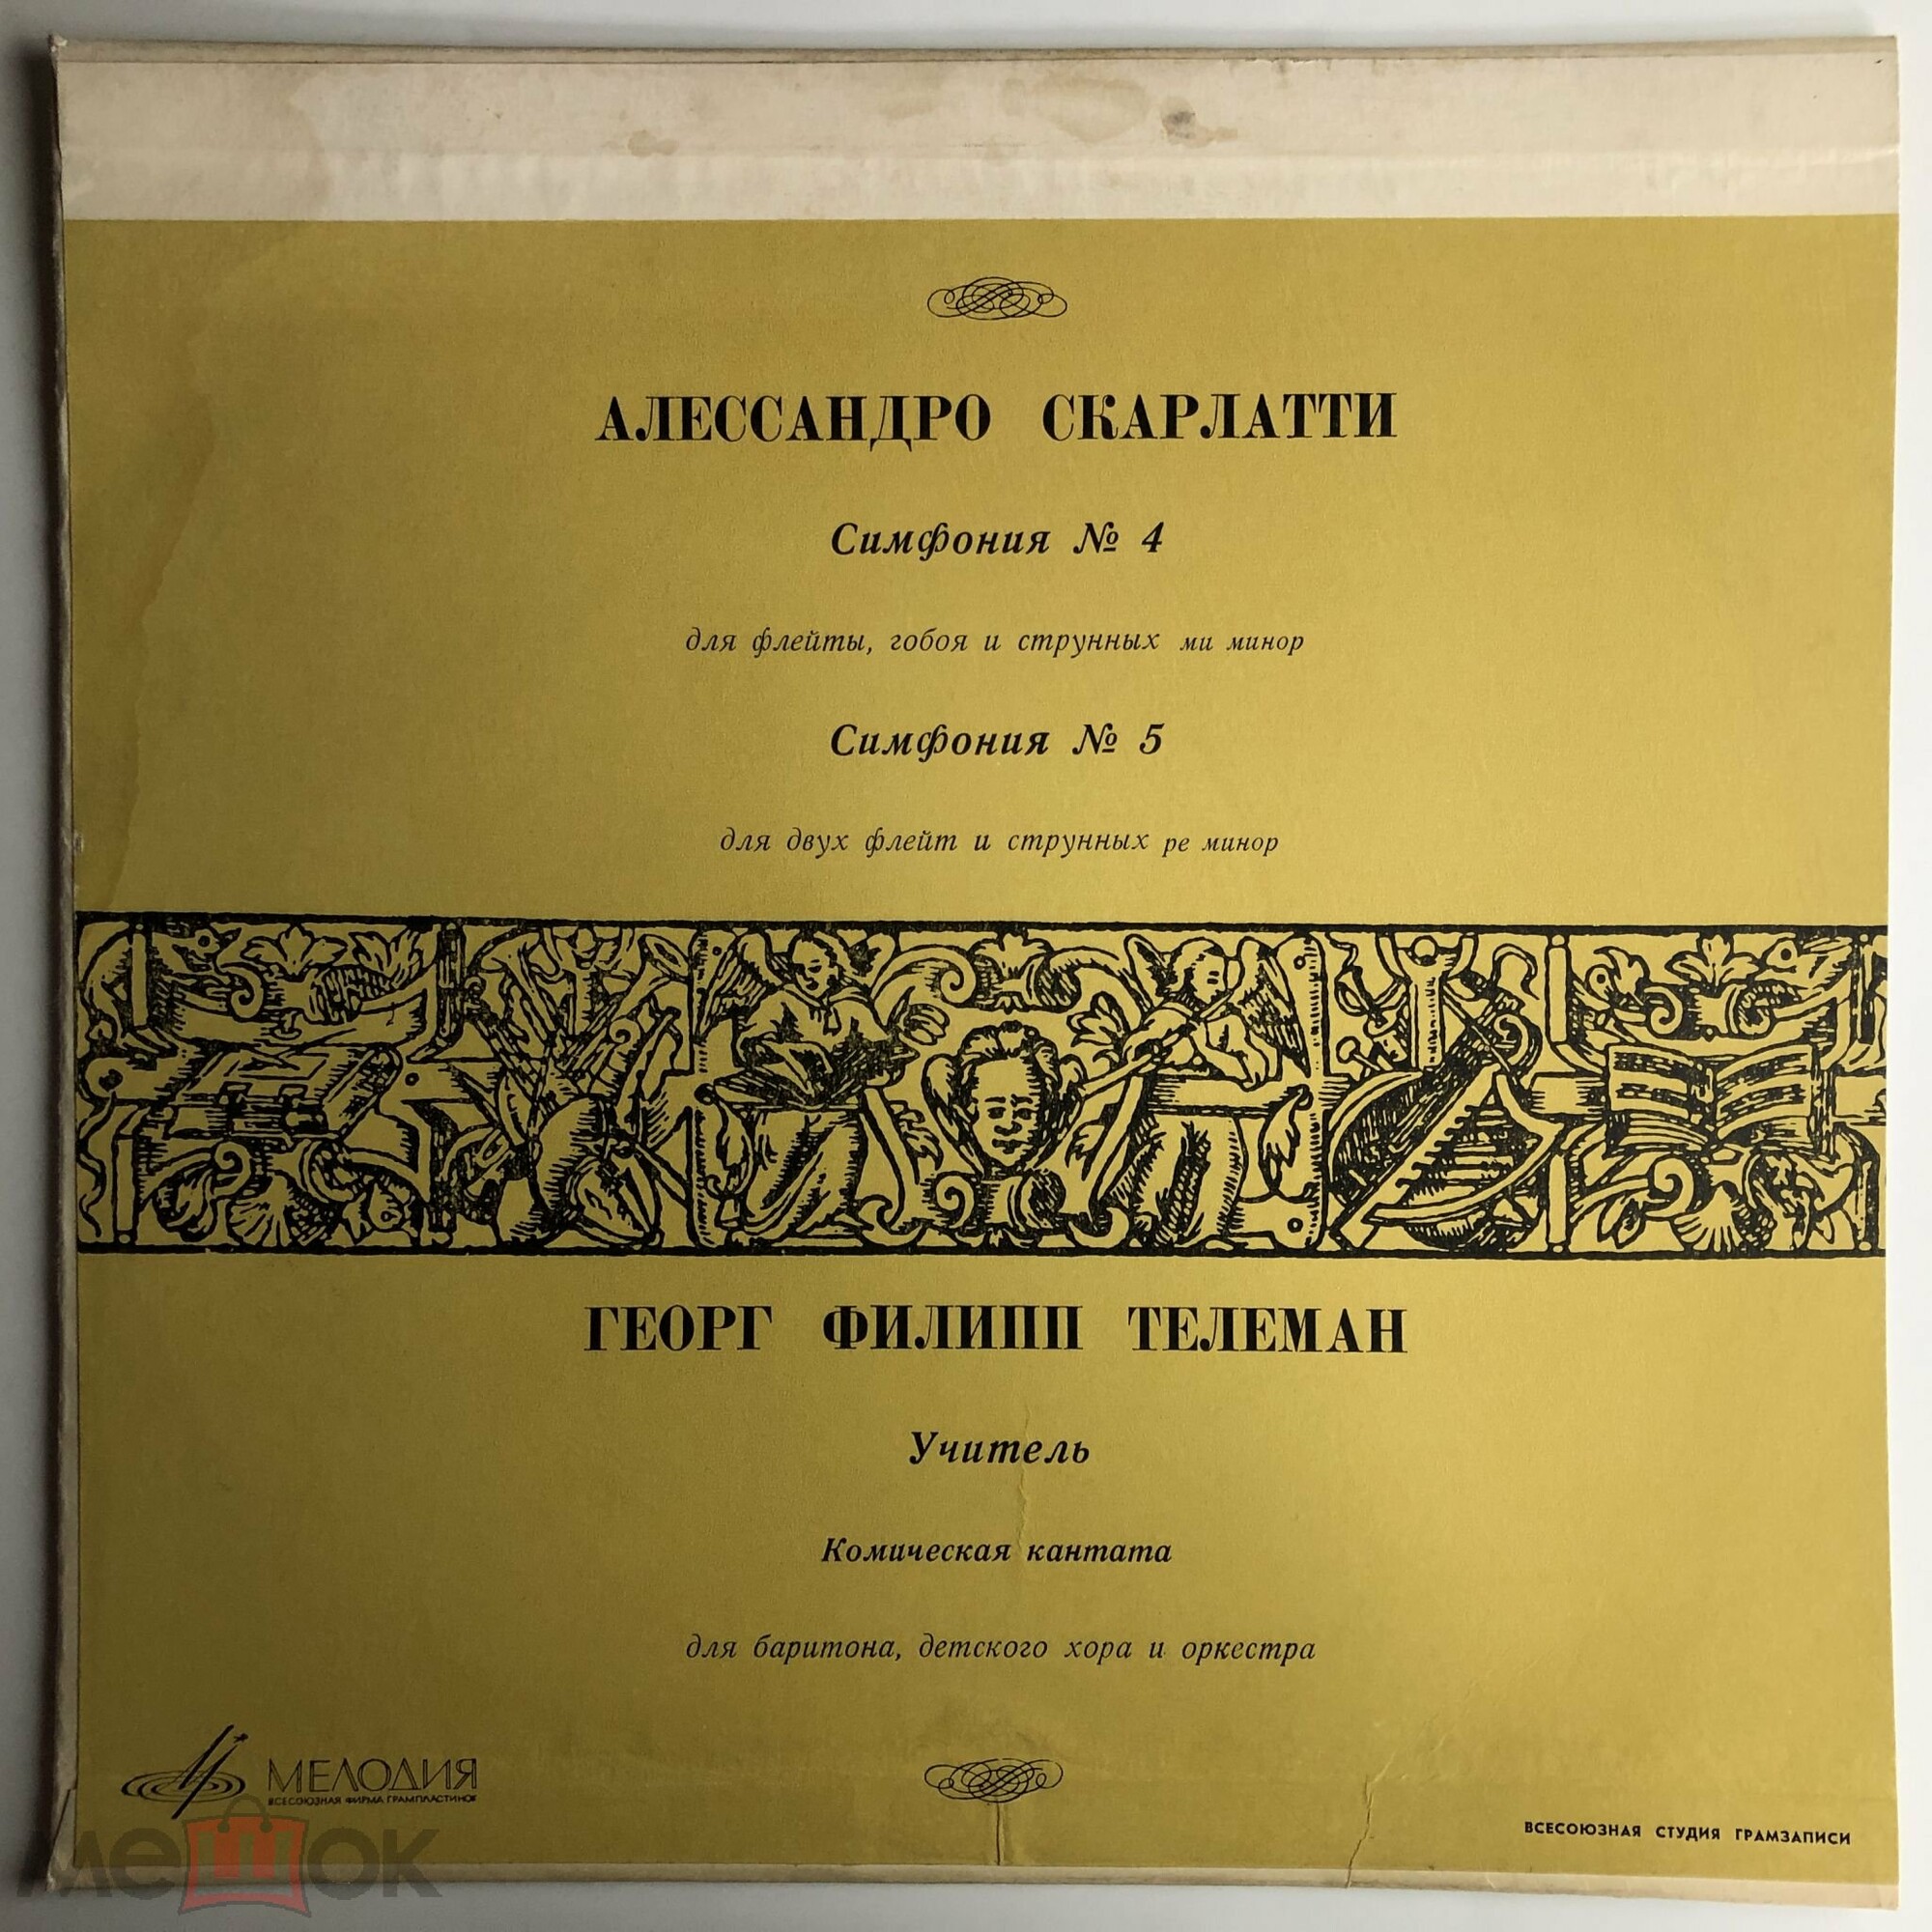 АЛЕССАНДРО СКАРЛАТТИ
Симфония № 4
для флейты, гобоя и струнных ми минор
Симфония № 5
для двух флейт и струнных ре минор
ГЕОРГ ФИЛИПП ТЕЛЕМАН
Учитель
Комическая кантата
для баритона, детского хора и оркестра
МЕЛОДИЯ
ВСЕСОЮЗНАЯ ФИРМА ГРАМПЛАСТИНОК
ВСЕСОЮЗНАЯ СТУДИЯ ГРАМЗАПИСИ
мешок